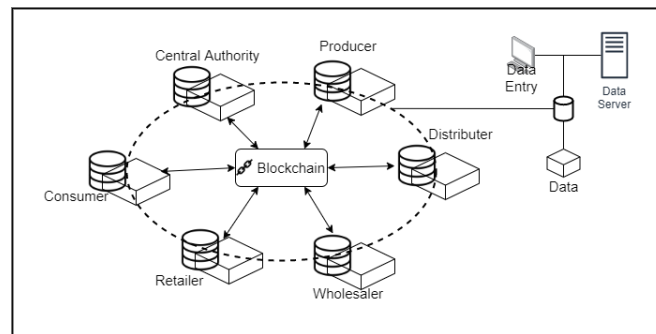 Central Authority
Producer
Data
Entry
Data
Server
Distributer
Blockchain
Data
Consumer
Retailer
Wholesaler